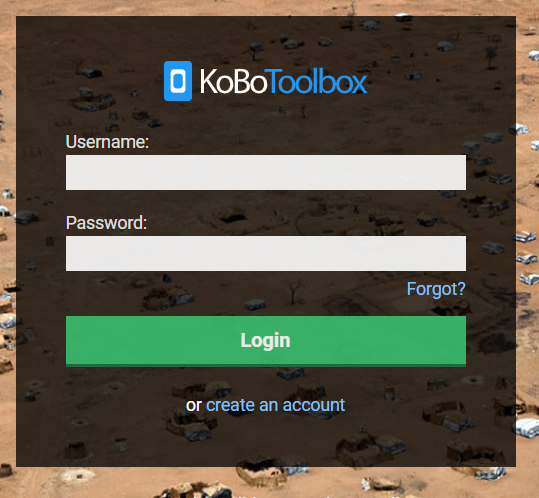 KoBoToolbox
Username:
Password:
Forgot?
Login
or create an account